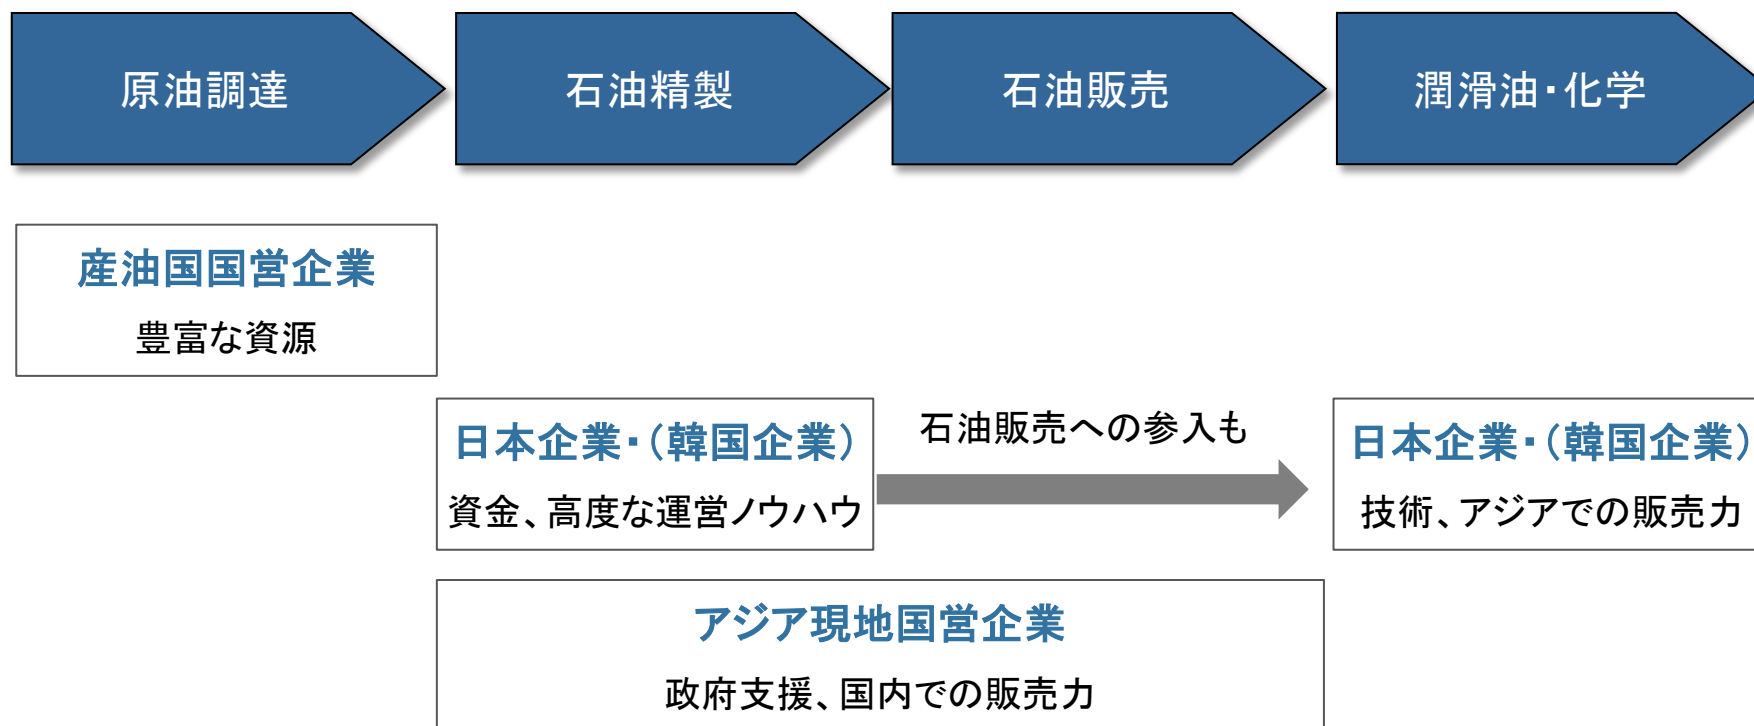 原油調達
石油精製
石油販売
潤滑油・化学
産油国国営企業
豊富な資源
日本企業・(韓国企業)
資金、高度な運営ノウハウ
石油販売への参入も
日本企業・(韓国企業)
技術、アジアでの販売力
アジア現地国営企業
政府支援、国内での販売力